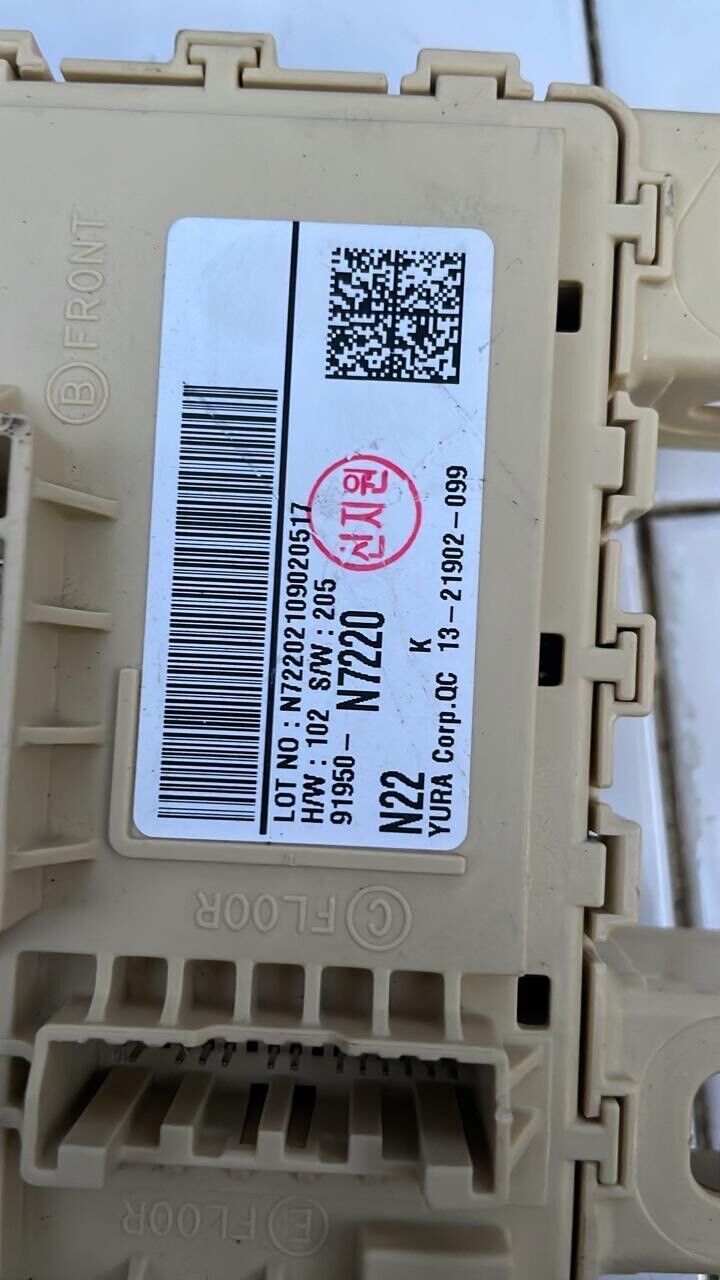 Ⓑ FRONT
LOT NO : N72202109020517
H/W : 102 S/W : 205
91950- N7220
신지원
N22 K
YURA Corp.QC 13-21902-099
Ⓒ FLOOR
Ⓔ FLOOR